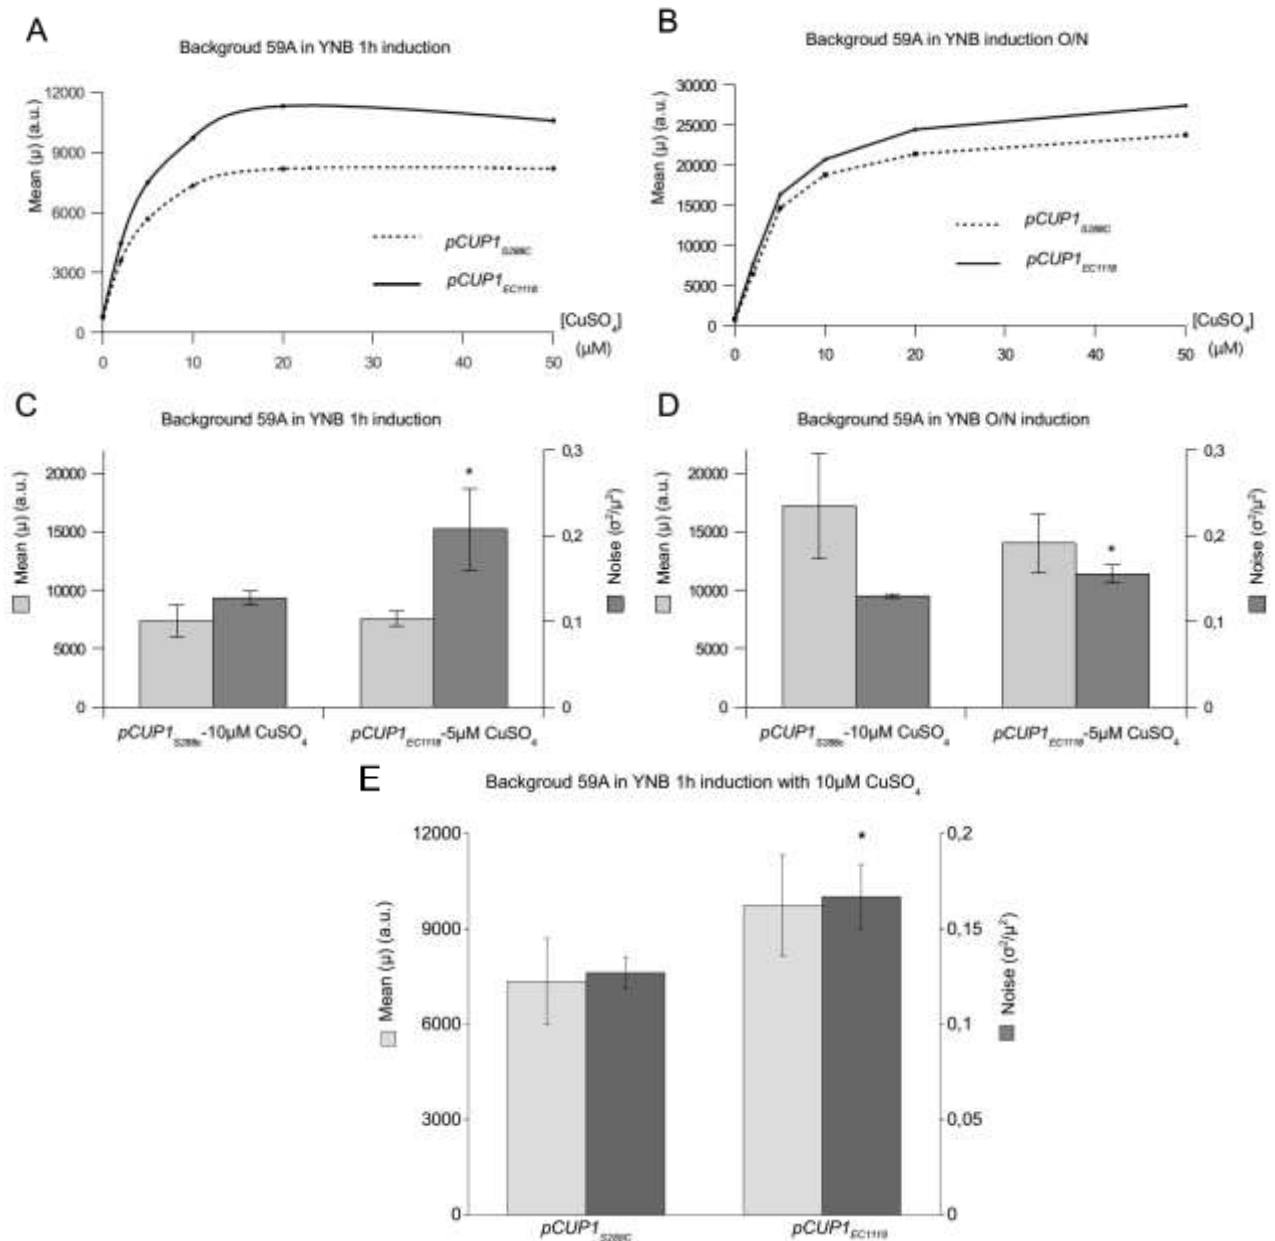 A
Backgroud 59A in YNB 1h induction
Mean (μ) (a.u.)
12000
9000
6000
3000
0
pCUP1S288C
pCUP1EC1118
0 10 20 30 40 50
[CuSO4]
(μM)
B
Backgroud 59A in YNB induction O/N
Mean (μ) (a.u.)
30000
25000
20000
15000
10000
5000
0
pCUP1S288C
pCUP1EC1118
0 10 20 30 40 50
[CuSO4]
(μM)
C
Background 59A in YNB 1h induction
Mean (μ) (a.u.)
20000
15000
10000
5000
0
*
0,3
0,2
0,1
0
Noise (σ²/μ²)
pCUP1S288c-10μM CuSO4
pCUP1EC1118-5μM CuSO4
D
Background 59A in YNB O/N induction
Mean (μ) (a.u.)
20000
15000
10000
5000
0
*
0,3
0,2
0,1
0
Noise (σ²/μ²)
pCUP1S288c-10μM CuSO4
pCUP1EC1118-5μM CuSO4
E
Backgroud 59A in YNB 1h induction with 10μM CuSO4
Mean (μ) (a.u.)
12000
9000
6000
3000
0
*
0,2
0,15
0,1
0,05
0
Noise (σ²/μ²)
pCUP1S288C
pCUP1EC1118